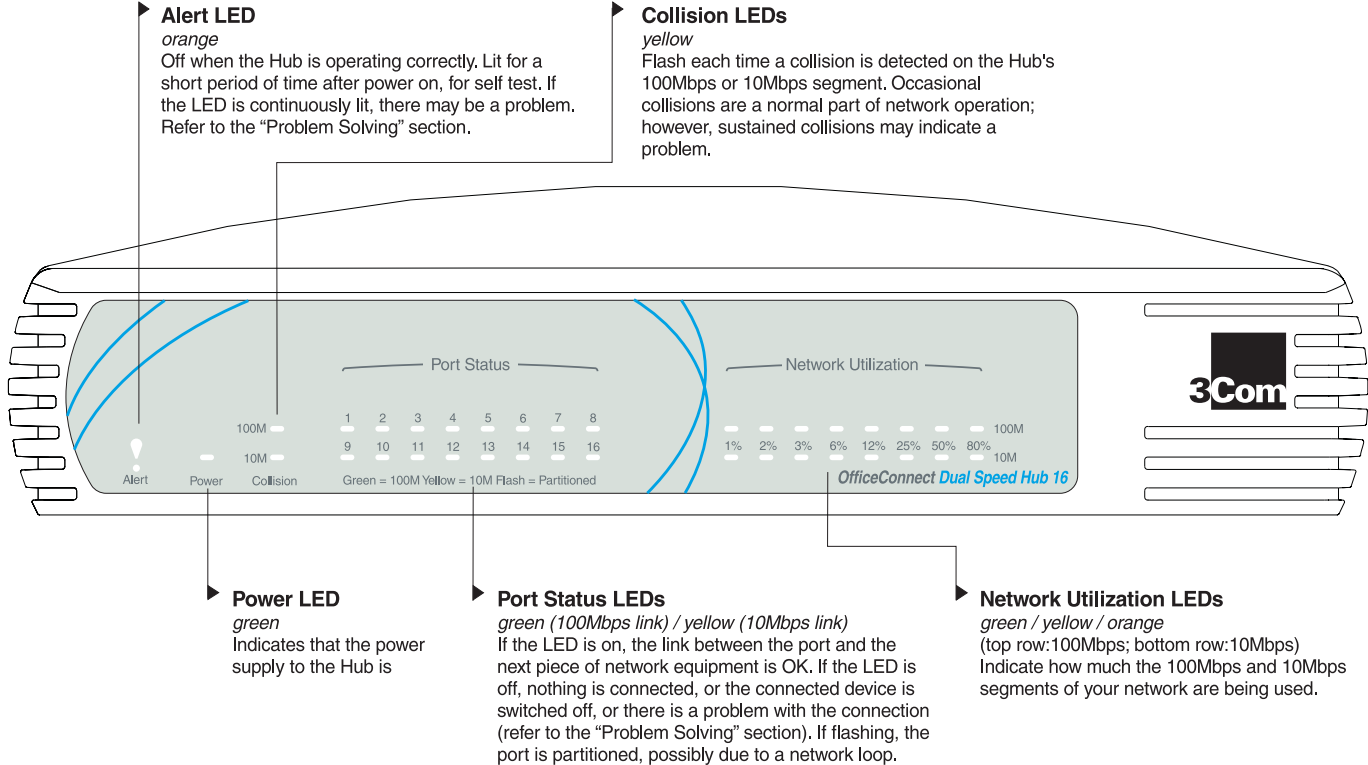 Alert LED
orange
Off when the Hub is operating correctly. Lit for a
short period of time after power on, for self test. If
the LED is continuously lit, there may be a problem.
Refer to the “Problem Solving” section.
Collision LEDs
yellow
Flash each time a collision is detected on the Hub's
100Mbps or 10Mbps segment. Occasional
collisions are a normal part of network operation;
however, sustained collisions may indicate a
problem.
Port Status
Network Utilization
3Com
1 2 3 4 5 6 7 8
100M
100M
9 10 11 12 13 14 15 16
1% 2% 3% 6% 12% 25% 50% 80%
10M
10M
Alert
Power
Collision
Green = 100M Yellow = 10M Flash = Partitioned
OfficeConnect Dual Speed Hub 16
Power LED
green
Indicates that the power
supply to the Hub is
Port Status LEDs
green (100Mbps link) / yellow (10Mbps link)
If the LED is on, the link between the port and the
next piece of network equipment is OK. If the LED is
off, nothing is connected, or the connected device is
switched off, or there is a problem with the connection
(refer to the “Problem Solving” section). If flashing, the
port is partitioned, possibly due to a network loop.
Network Utilization LEDs
green / yellow / orange
(top row:100Mbps; bottom row:10Mbps)
Indicate how much the 100Mbps and 10Mbps
segments of your network are being used.